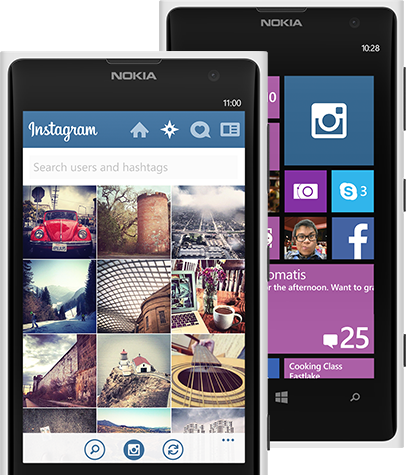 NOKIA
11:00
Instagram
Search users and hashtags
NOKIA
10:28
3
omatis
r the afternoon. Want to gra
25
Cooking Class
Eastlake